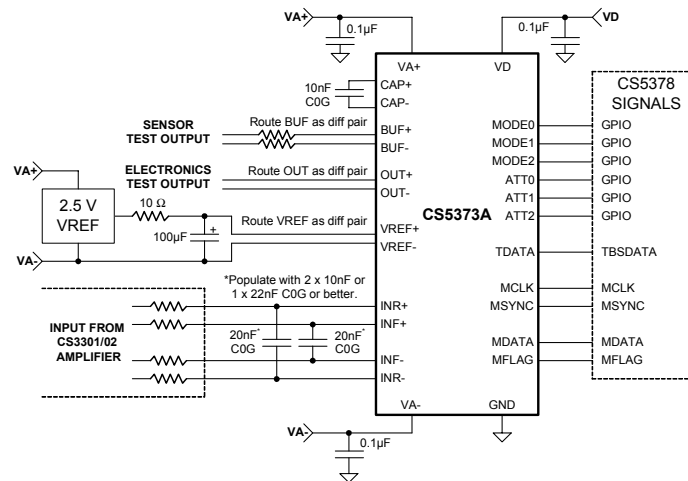 VA+
0.1µF
0.1µF
VD
VA+
VD
CS5378
SIGNALS
10nF
C0G
CAP+
CAP-
SENSOR
TEST OUTPUT
Route BUF as diff pair
BUF+
BUF-
MODE0
GPIO
MODE1
GPIO
MODE2
GPIO
ELECTRONICS
TEST OUTPUT
Route OUT as diff pair
OUT+
OUT-
ATT0
GPIO
ATT1
GPIO
ATT2
GPIO
CS5373A
VA+
2.5 V
VREF
10 Ω
100µF
+
Route VREF as diff pair
VREF+
VREF-
VA-
TDATA
TBSDATA
*Populate with 2 x 10nF or
1 x 22nF C0G or better.
MCLK
MCLK
MSYNC
MSYNC
INPUT FROM
CS3301/02
AMPLIFIER
INR+
INF+
20nF*
C0G
20nF*
C0G
INF-
INR-
MDATA
MDATA
MFLAG
MFLAG
VA-
GND
VA-
0.1µF